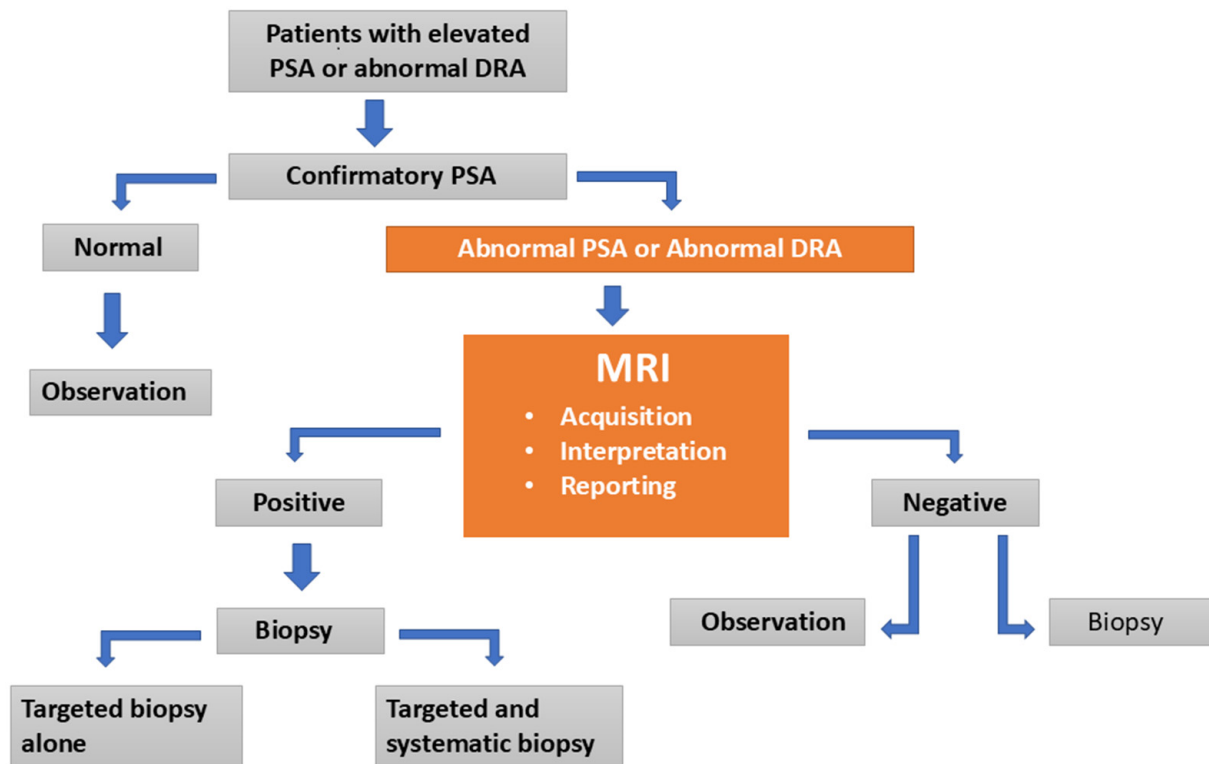 Patients with elevated
PSA or abnormal DRA
Confirmatory PSA
Normal
Abnormal PSA or Abnormal DRA
Observation
MRI
• Acquisition
• Interpretation
• Reporting
Positive
Negative
Biopsy
Observation
Biopsy
Targeted biopsy
alone
Targeted and
systematic biopsy